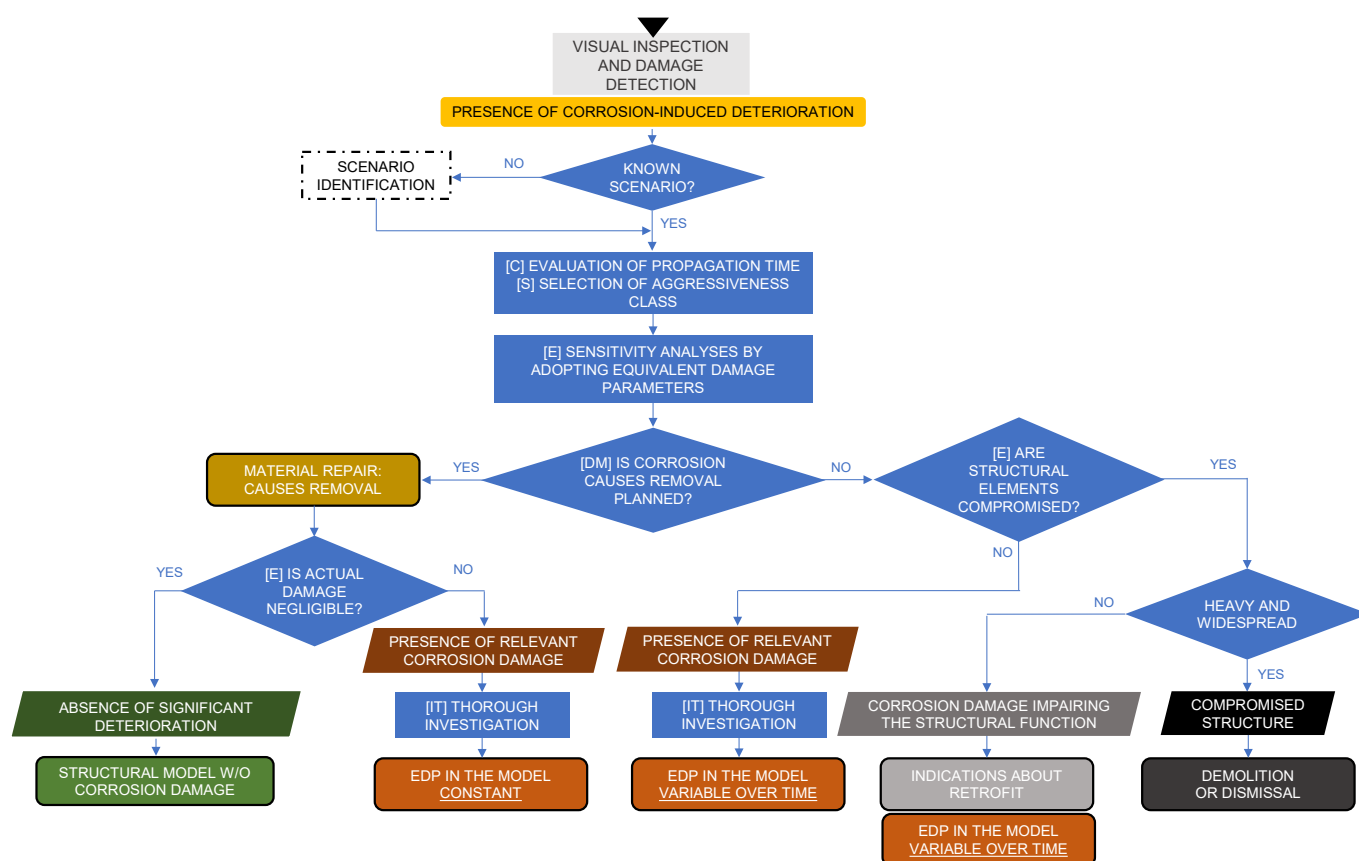 VISUAL INSPECTION
AND DAMAGE
DETECTION
PRESENCE OF CORROSION-INDUCED DETERIORATION
SCENARIO
IDENTIFICATION
NO
KNOWN
SCENARIO?
YES
[C] EVALUATION OF PROPAGATION TIME
[S] SELECTION OF AGGRESSIVENESS
CLASS
[E] SENSITIVITY ANALYSES BY
ADOPTING EQUIVALENT DAMAGE
PARAMETERS
MATERIAL REPAIR:
CAUSES REMOVAL
YES
[DM] IS CORROSION
CAUSES REMOVAL
PLANNED?
NO
[E] ARE
STRUCTURAL
ELEMENTS
COMPROMISED?
YES
NO
YES
[E] IS ACTUAL
DAMAGE
NEGLIGIBLE?
NO
NO
HEAVY AND
WIDESPREAD
YES
PRESENCE OF RELEVANT
CORROSION DAMAGE
PRESENCE OF RELEVANT
CORROSION DAMAGE
ABSENCE OF SIGNIFICANT
DETERIORATION
[IT] THOROUGH
INVESTIGATION
[IT] THOROUGH
INVESTIGATION
CORROSION DAMAGE IMPAIRING
THE STRUCTURAL FUNCTION
COMPROMISED
STRUCTURE
STRUCTURAL MODEL W/O
CORROSION DAMAGE
EDP IN THE MODEL
CONSTANT
EDP IN THE MODEL
VARIABLE OVER TIME
INDICATIONS ABOUT
RETROFIT
DEMOLITION
OR DISMISSAL
EDP IN THE MODEL
VARIABLE OVER TIME